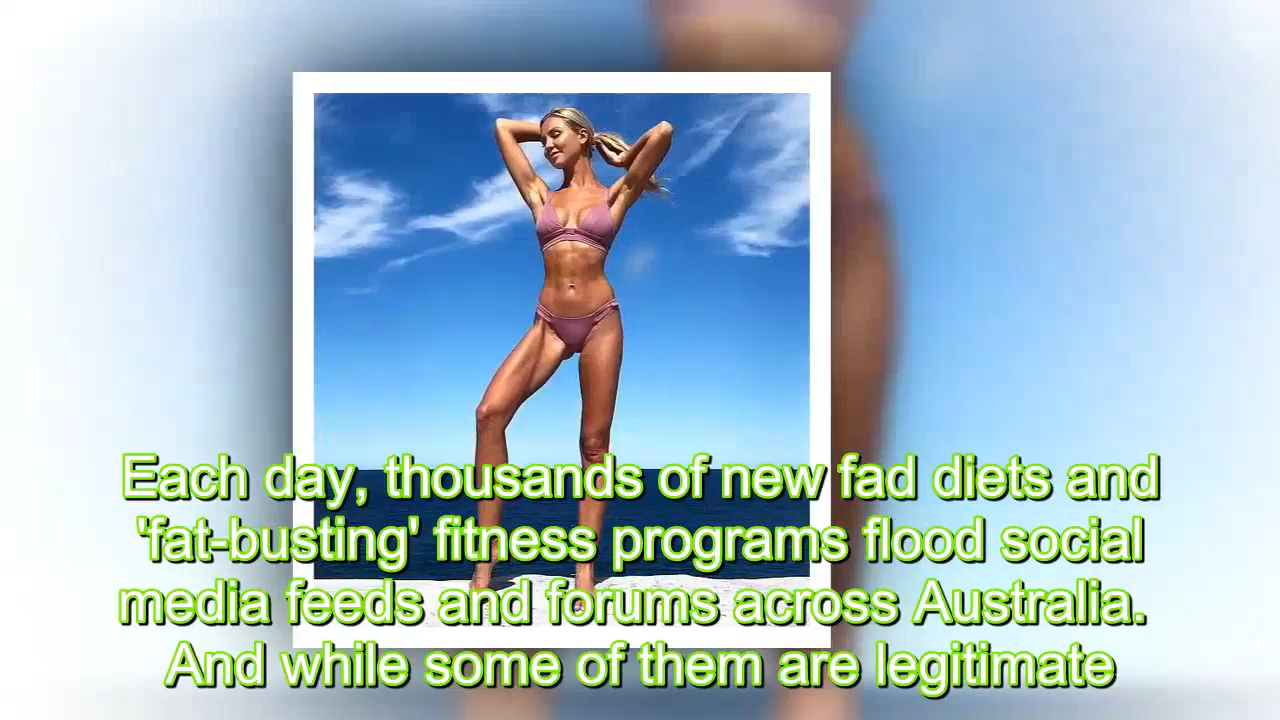 Each day, thousands of new fad diets and
'fat-busting' fitness programs flood social
media feeds and forums across Australia.
And while some of them are legitimate